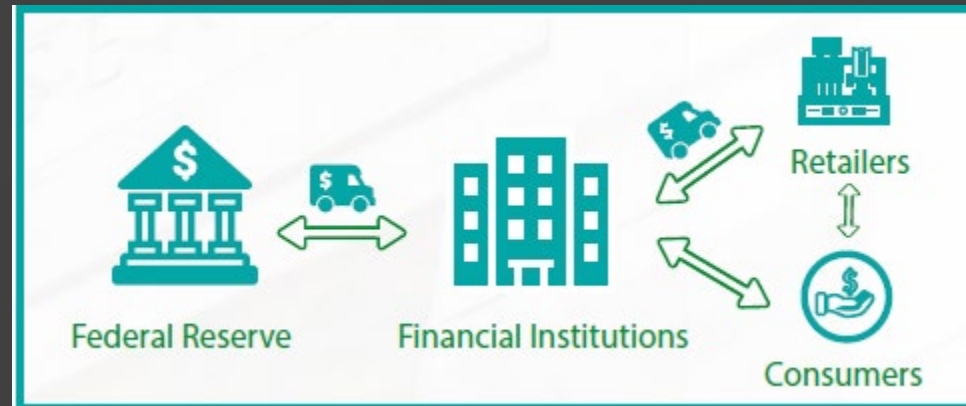 $
$
$
Retailers
$
Federal Reserve
Financial Institutions
Consumers